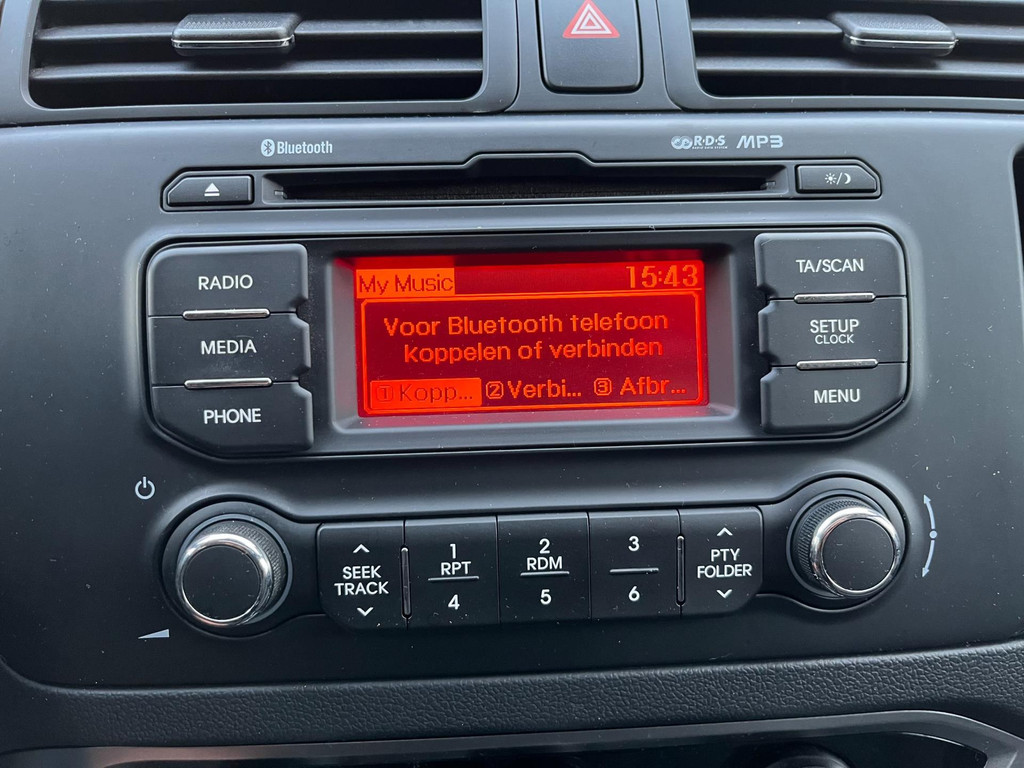 Bluetooth
R·D·S
MP3
RADIO
MEDIA
PHONE
My Music
15:43
Voor Bluetooth telefoon
koppelen of verbinden
1 Kopp... 2 Verbi... 3 Afbr...
TA/SCAN
SETUP
CLOCK
MENU
SEEK
TRACK
1
RPT
4
2
RDM
5
3
6
PTY
FOLDER